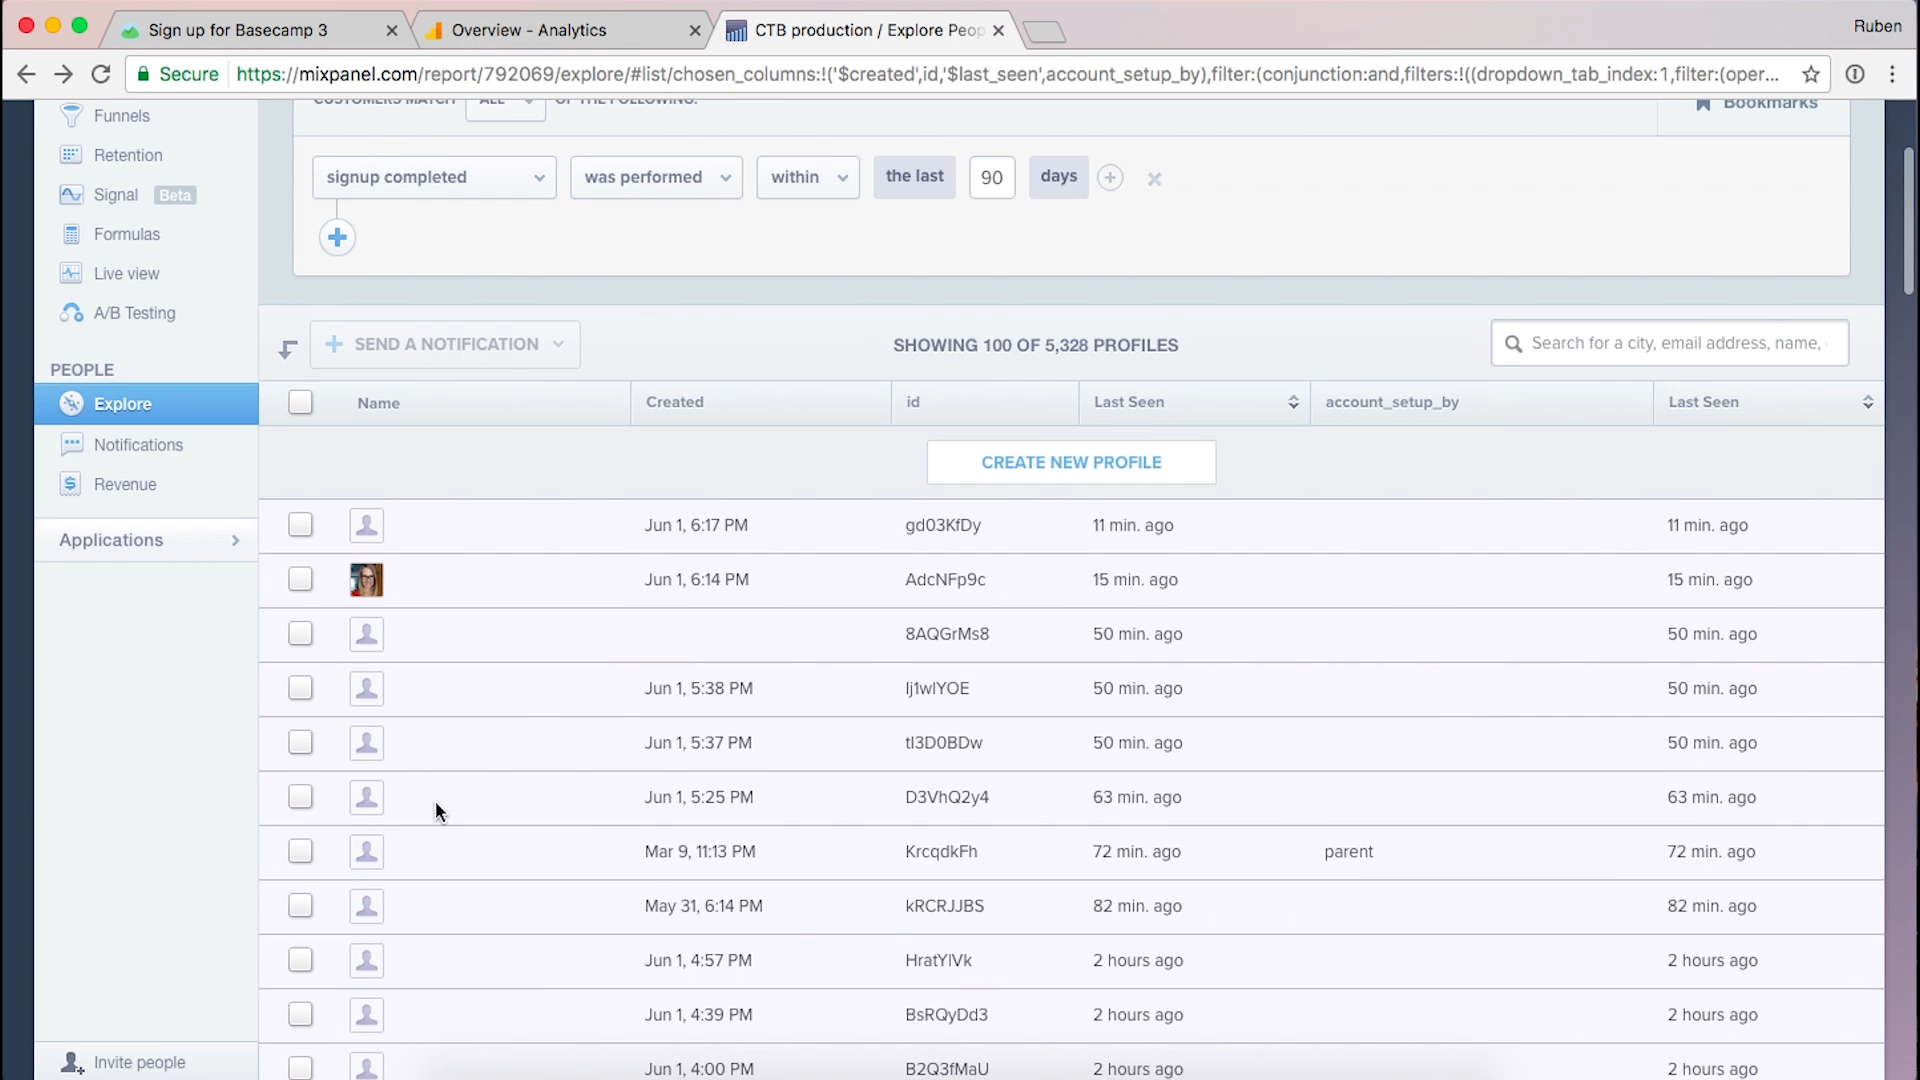 Sign up for Basecamp 3
Overview - Analytics
CTB production / Explore Peop
Ruben
Secure https://mixpanel.com/report/792069/explore/#list/chosen_columns:!('$created',id,'$last_seen',account_setup_by),filter:(conjunction:and,filters:!((dropdown_tab_index:1,filter:(oper...
Funnels
Retention
Signal Beta
Formulas
Live view
A/B Testing
PEOPLE
Explore
Notifications
Revenue
Applications
Invite people
CUSTOMERS MATCH ALL OF THE FOLLOWING:
Bookmarks
signup completed was performed within the last 90 days
SEND A NOTIFICATION
SHOWING 100 OF 5,328 PROFILES
Search for a city, email address, name,
Name Created id Last Seen account_setup_by Last Seen
CREATE NEW PROFILE
Jun 1, 6:17 PM gd03KfDy 11 min. ago 11 min. ago
Jun 1, 6:14 PM AdcNFp9c 15 min. ago 15 min. ago
8AQGrMs8 50 min. ago 50 min. ago
Jun 1, 5:38 PM Ij1wIYOE 50 min. ago 50 min. ago
Jun 1, 5:37 PM tI3D0BDw 50 min. ago 50 min. ago
Jun 1, 5:25 PM D3VhQ2y4 63 min. ago 63 min. ago
Mar 9, 11:13 PM KrcqdkFh 72 min. ago parent 72 min. ago
May 31, 6:14 PM kRCRJJBS 82 min. ago 82 min. ago
Jun 1, 4:57 PM HratYIVk 2 hours ago 2 hours ago
Jun 1, 4:39 PM BsRQyDd3 2 hours ago 2 hours ago
Jun 1, 4:00 PM B2Q3fMaU 2 hours ago 2 hours ago